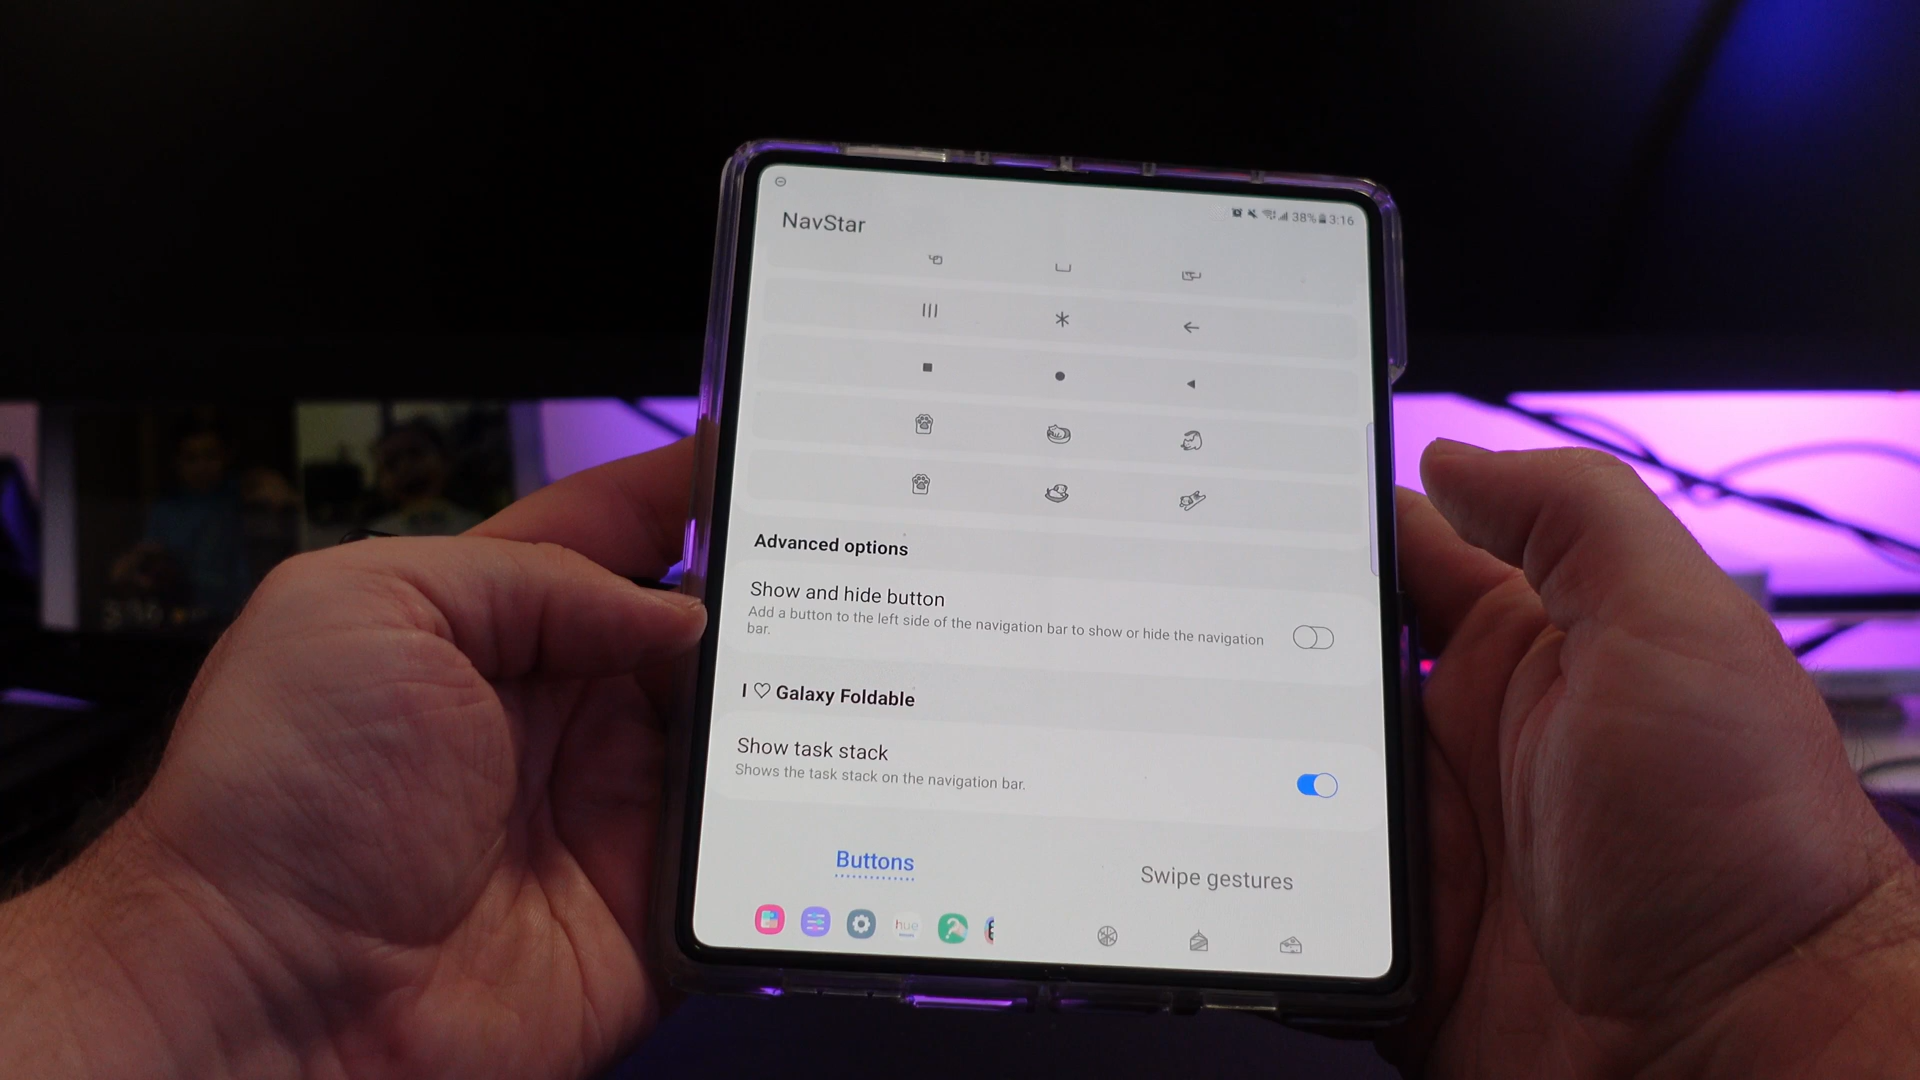 38% 3:16
NavStar
Advanced options
Show and hide button
Add a button to the left side of the navigation bar to show or hide the navigation
bar.
I ♡ Galaxy Foldable
Show task stack
Shows the task stack on the navigation bar.
Buttons
Swipe gestures
hue